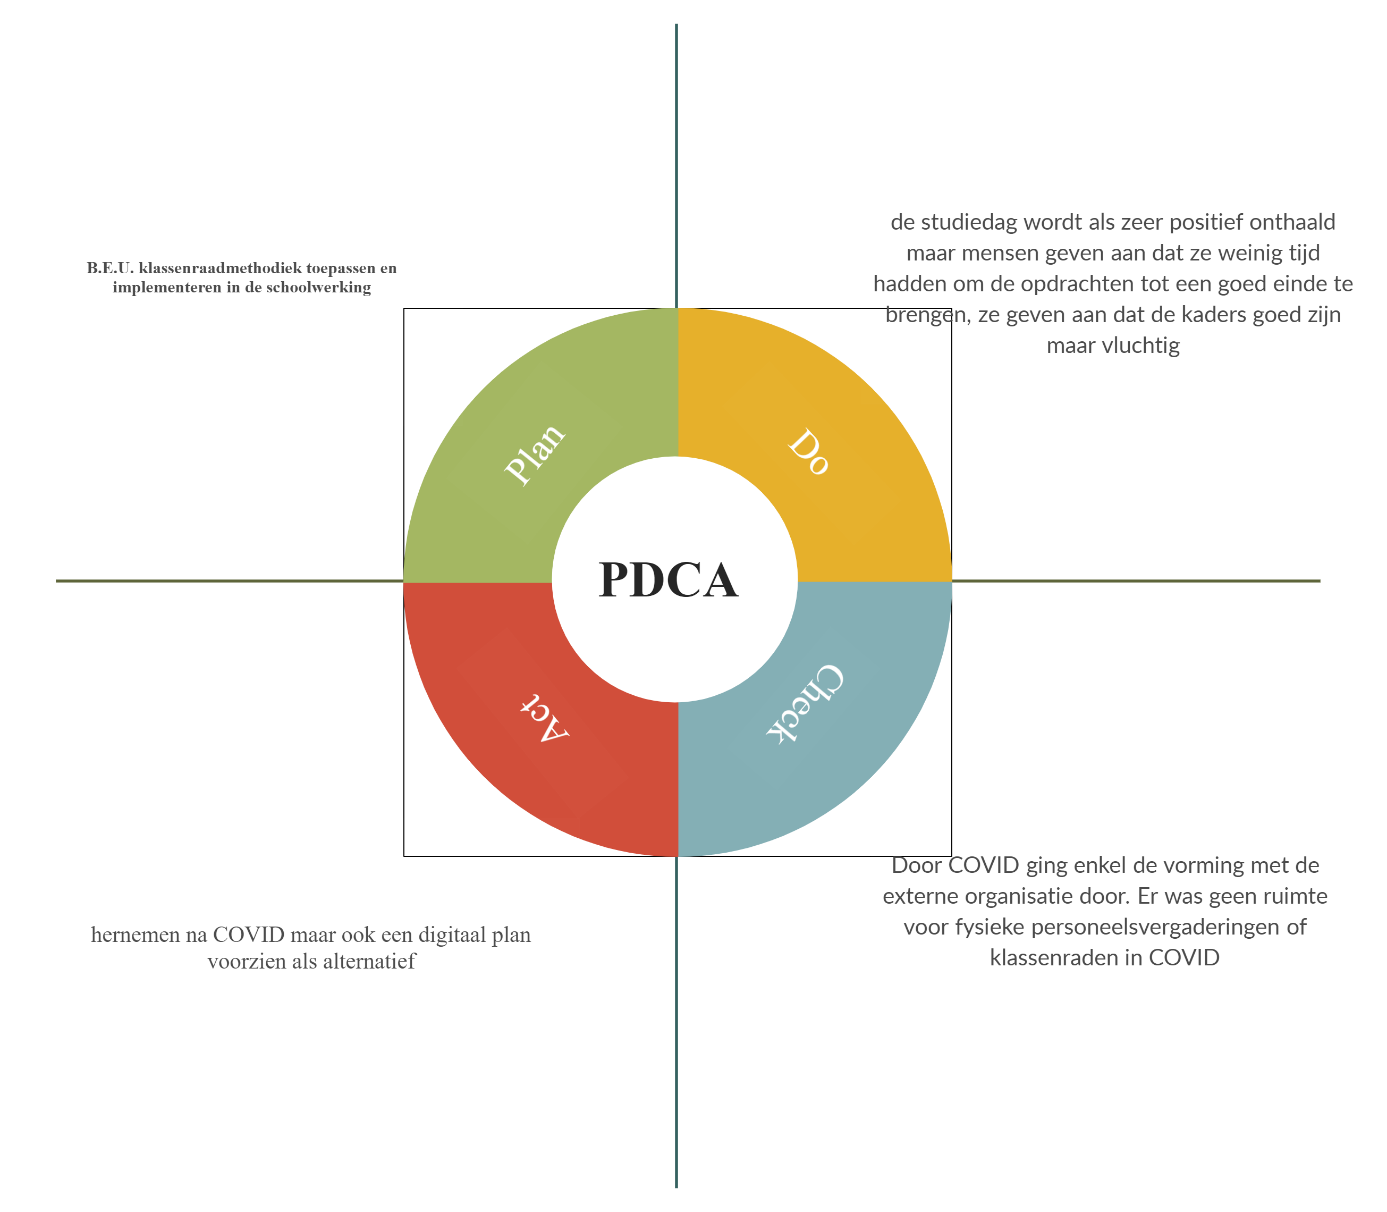 B.E.U. klassenraadmethodiek toepassen en
implementeren in de schoolwerking
de studiedag wordt als zeer positief onthaald
maar mensen geven aan dat ze weinig tijd
hadden om de opdrachten tot een goed einde te
brengen, ze geven aan dat de kaders goed zijn
maar vluchtig
Plan
Do
PDCA
Act
Check
hernemen na COVID maar ook een digitaal plan
voorzien als alternatief
Door COVID ging enkel de vorming met de
externe organisatie door. Er was geen ruimte
voor fysieke personeelsvergaderingen of
klassenraden in COVID